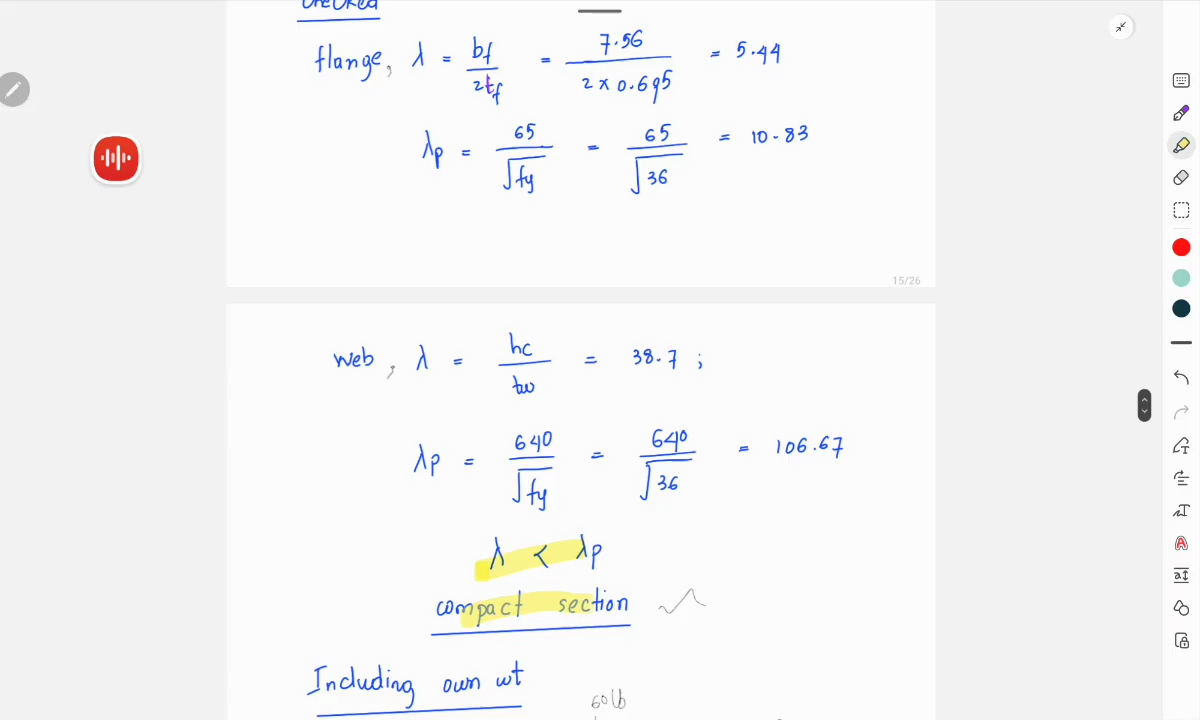 checked
flange, λ = bf / 2tf = 7.56 / 2 × 0.695 = 5.44
λp = 65 / √fy = 65 / √36 = 10.83
15/26
web, λ = hc / tw = 38.7 ;
λp = 640 / √fy = 640 / √36 = 106.67
λ < λp
compact section
Including own wt
60lb